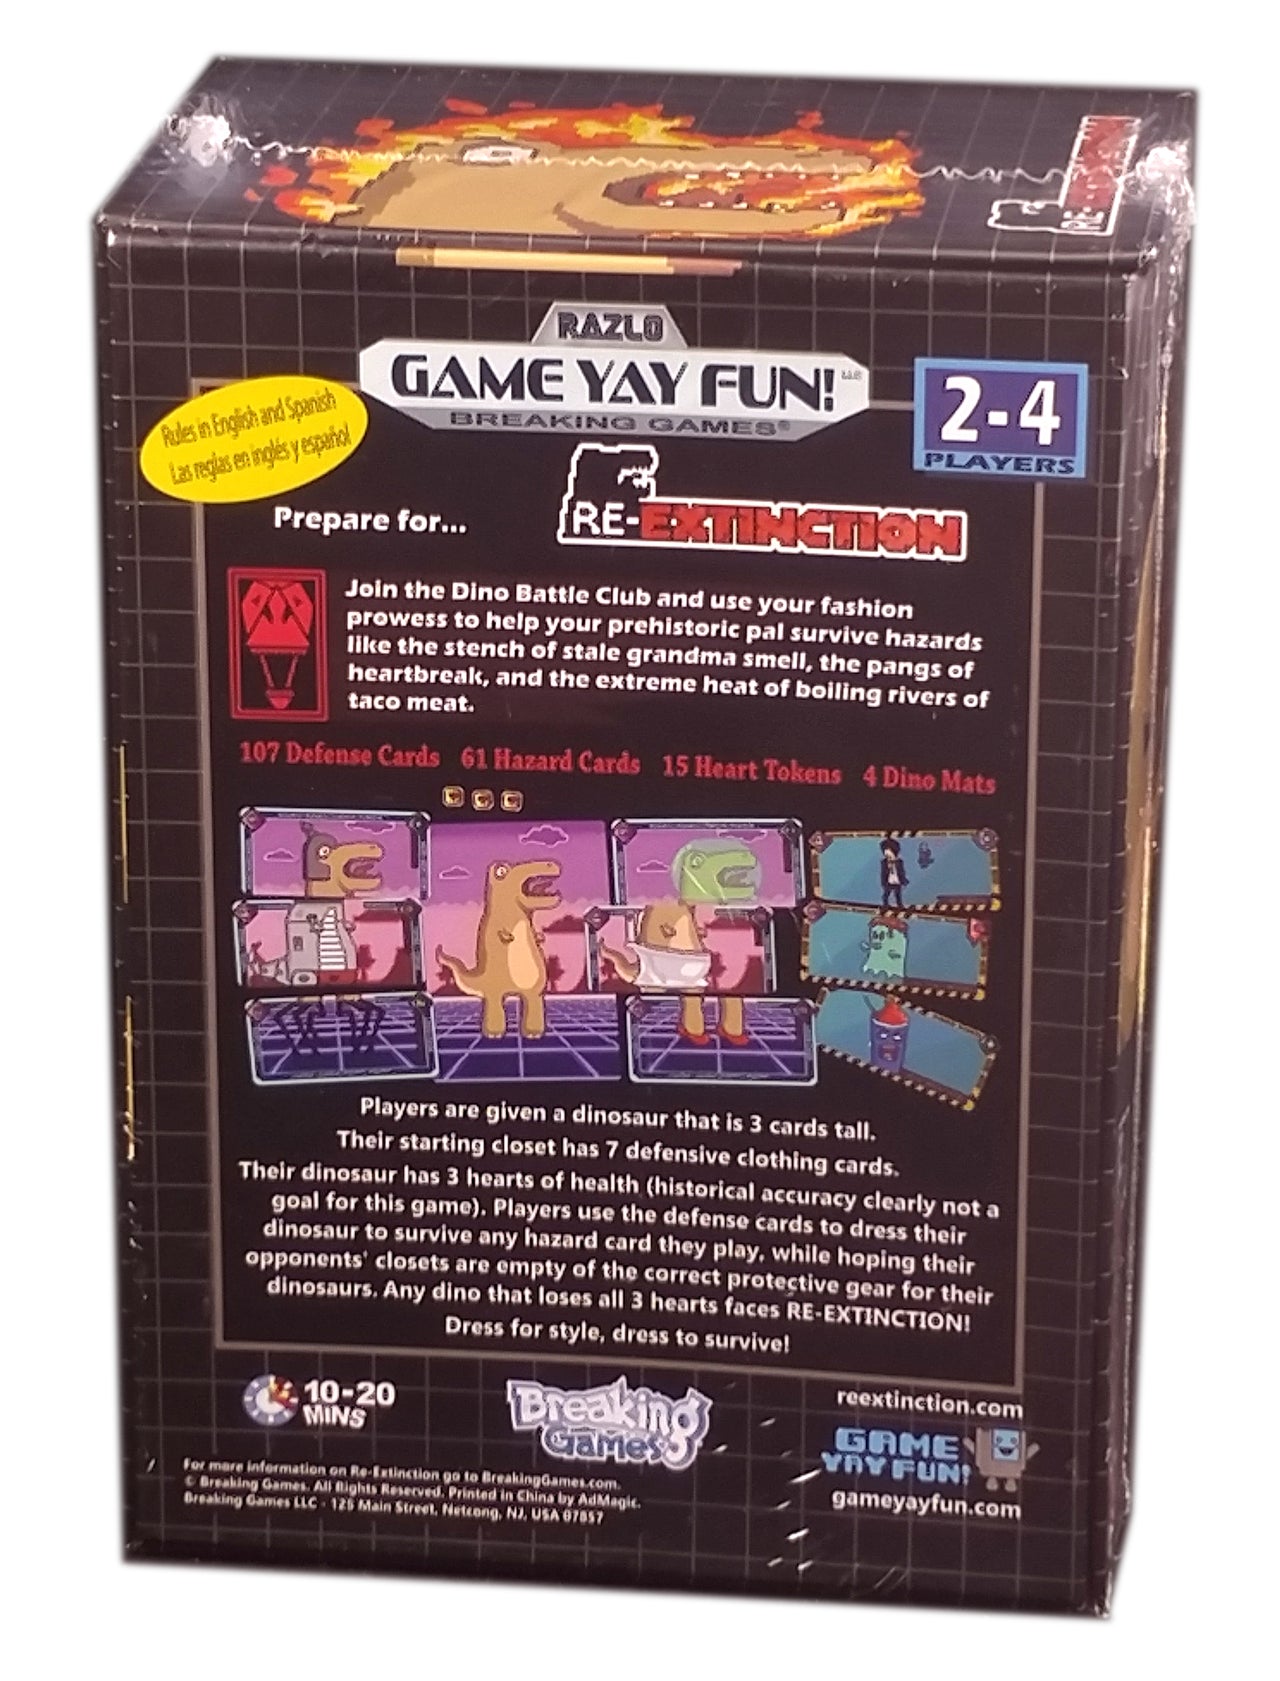 RAZLO
GAME YAY FUN! LLC
BREAKING GAMES®
2-4
PLAYERS
Rules in English and Spanish
Las reglas en inglés y español
Prepare for...
RE-EXTINCTION
Join the Dino Battle Club and use your fashion
prowess to help your prehistoric pal survive hazards
like the stench of stale grandma smell, the pangs of
heartbreak, and the extreme heat of boiling rivers of
taco meat.
107 Defense Cards 61 Hazard Cards 15 Heart Tokens 4 Dino Mats
Players are given a dinosaur that is 3 cards tall.
Their starting closet has 7 defensive clothing cards.
Their dinosaur has 3 hearts of health (historical accuracy clearly not a
goal for this game). Players use the defense cards to dress their
dinosaur to survive any hazard card they play, while hoping their
opponents' closets are empty of the correct protective gear for their
dinosaurs. Any dino that loses all 3 hearts faces RE-EXTINCTION!
Dress for style, dress to survive!
10-20
MINS
Breaking
Games
reextinction.com
GAME
YAY FUN!
gameyayfun.com
For more information on Re-Extinction go to BreakingGames.com.
© Breaking Games. All Rights Reserved. Printed in China by AdMagic.
Breaking Games LLC - 125 Main Street, Netcong, NJ, USA 07857